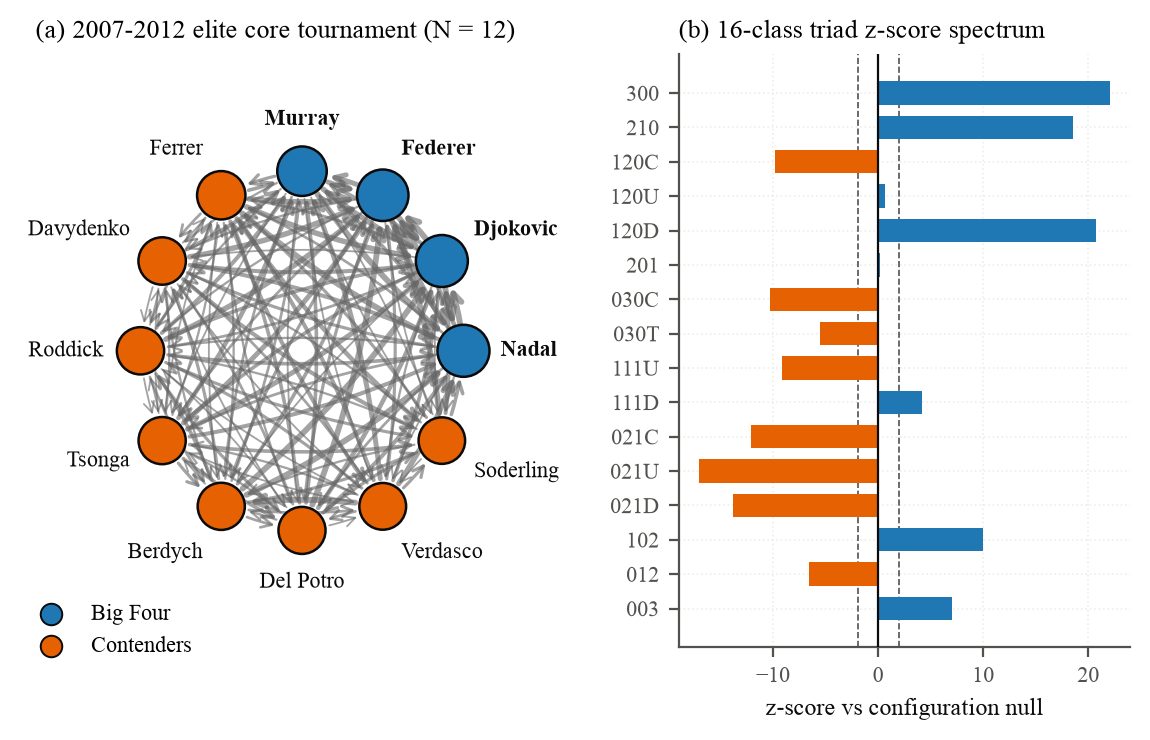 (a) 2007-2012 elite core tournament (N = 12)
Murray
Ferrer
Federer
Davydenko
Djokovic
Roddick
Nadal
Tsonga
Soderling
Berdych
Verdasco
Del Potro
Big Four
Contenders
(b) 16-class triad z-score spectrum
300
210
120C
120U
120D
201
030C
030T
111U
111D
021C
021U
021D
102
012
003
−10 0 10 20
z-score vs configuration null